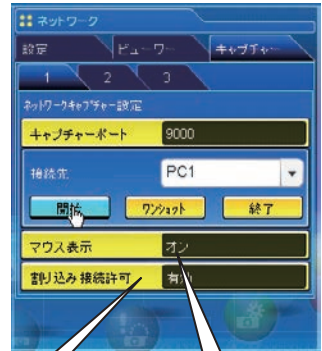 ネットワーク
設定 ビューワー キャプチャー
1 2 3
ネットワークキャプチャー設定
キャプチャーポート 9000
接続先 PC1
開始 ワンショット 終了
マウス表示 オン
割り込み接続許可 有効